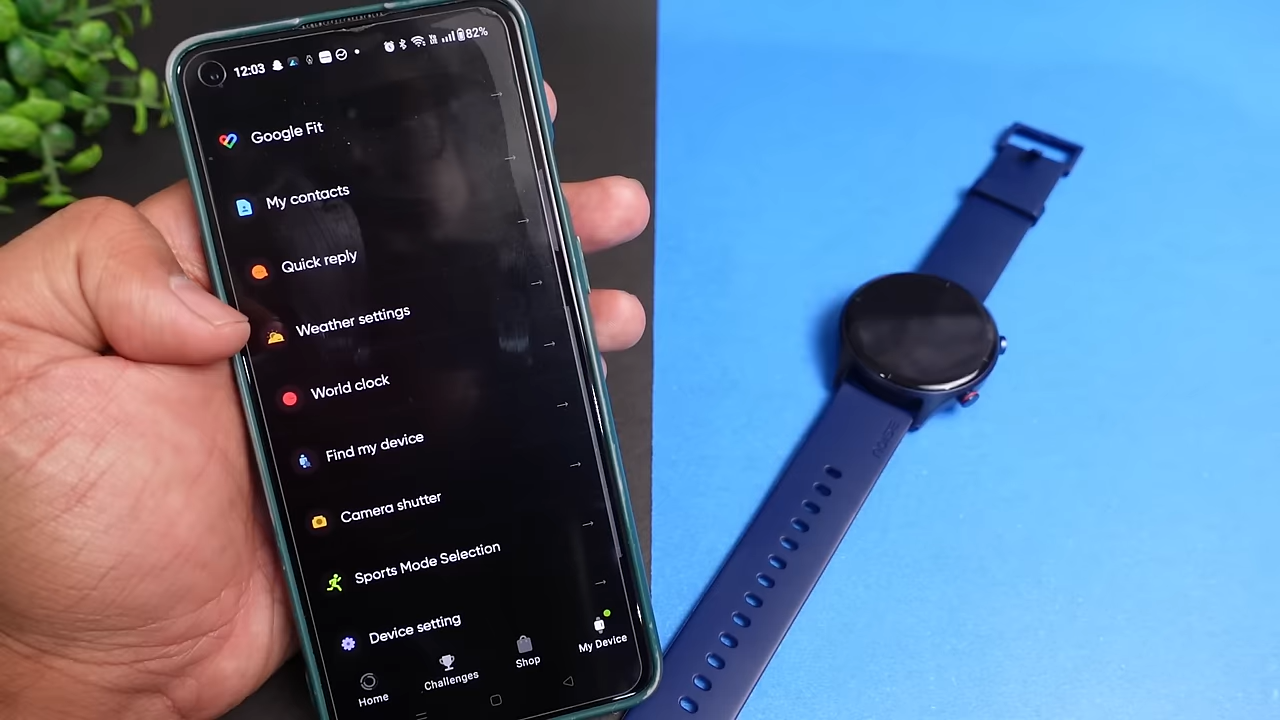 12:03 82%
Google Fit
My contacts
Quick reply
Weather settings
World clock
Find my device
Camera shutter
Sports Mode Selection
Device setting
Home Challenges Shop My Device
NOISE